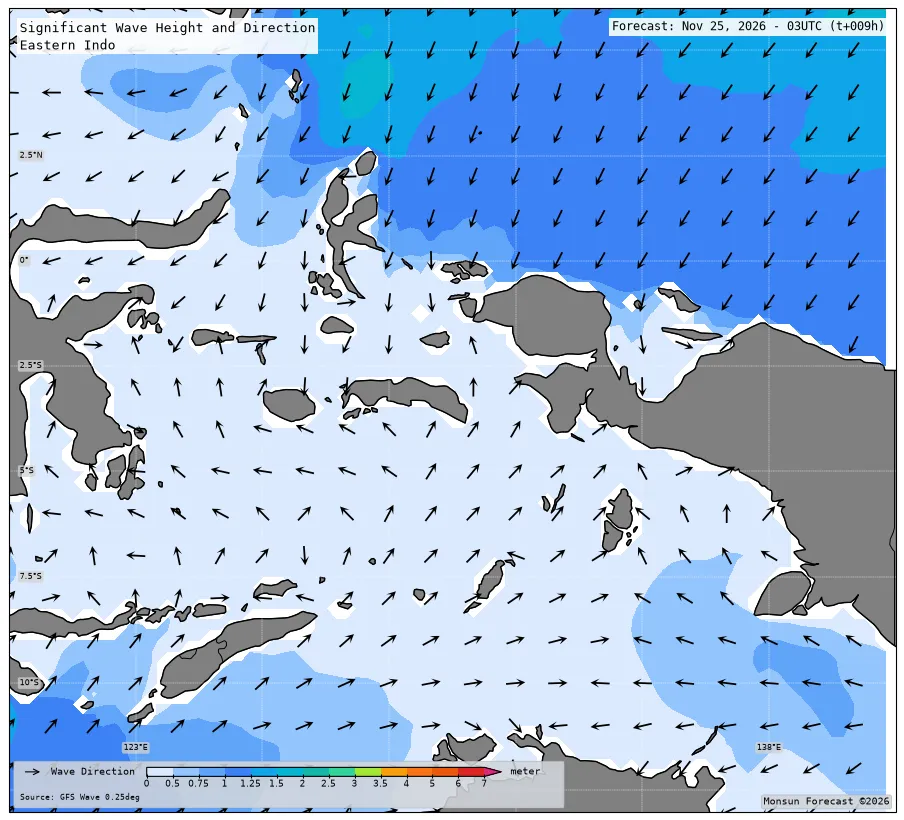 Significant Wave Height and Direction
Eastern Indo
Forecast: Nov 25, 2026 - 03UTC (t+009h)
2.5°N
0°
2.5°S
5°S
7.5°S
10°S
123°E
138°E
Wave Direction
meter
0 0.5 0.75 1 1.25 1.5 2 2.5 3 3.5 4 5 6 7
Source: GFS Wave 0.25deg
Monsun Forecast ©2026